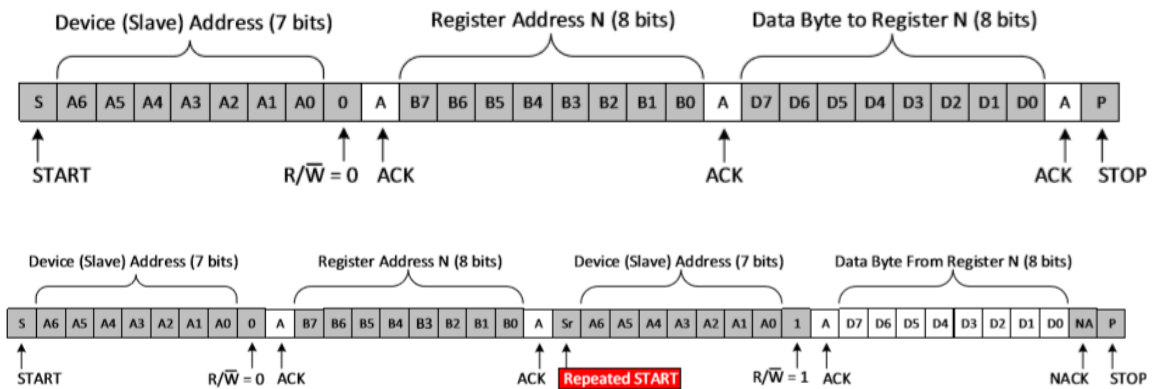 Device (Slave) Address (7 bits) Register Address N (8 bits) Data Byte to Register N (8 bits)
S A6 A5 A4 A3 A2 A1 A0 0 A B7 B6 B5 B4 B3 B2 B1 B0 A D7 D6 D5 D4 D3 D2 D1 D0 A P
START R/W̅ = 0 ACK ACK ACK STOP
Device (Slave) Address (7 bits) Register Address N (8 bits) Device (Slave) Address (7 bits) Data Byte From Register N (8 bits)
S A6 A5 A4 A3 A2 A1 A0 0 A B7 B6 B5 B4 B3 B2 B1 B0 A Sr A6 A5 A4 A3 A2 A1 A0 1 A D7 D6 D5 D4 D3 D2 D1 D0 NA P
START R/W̅ = 0 ACK ACK Repeated START R/W̅ = 1 ACK NACK STOP